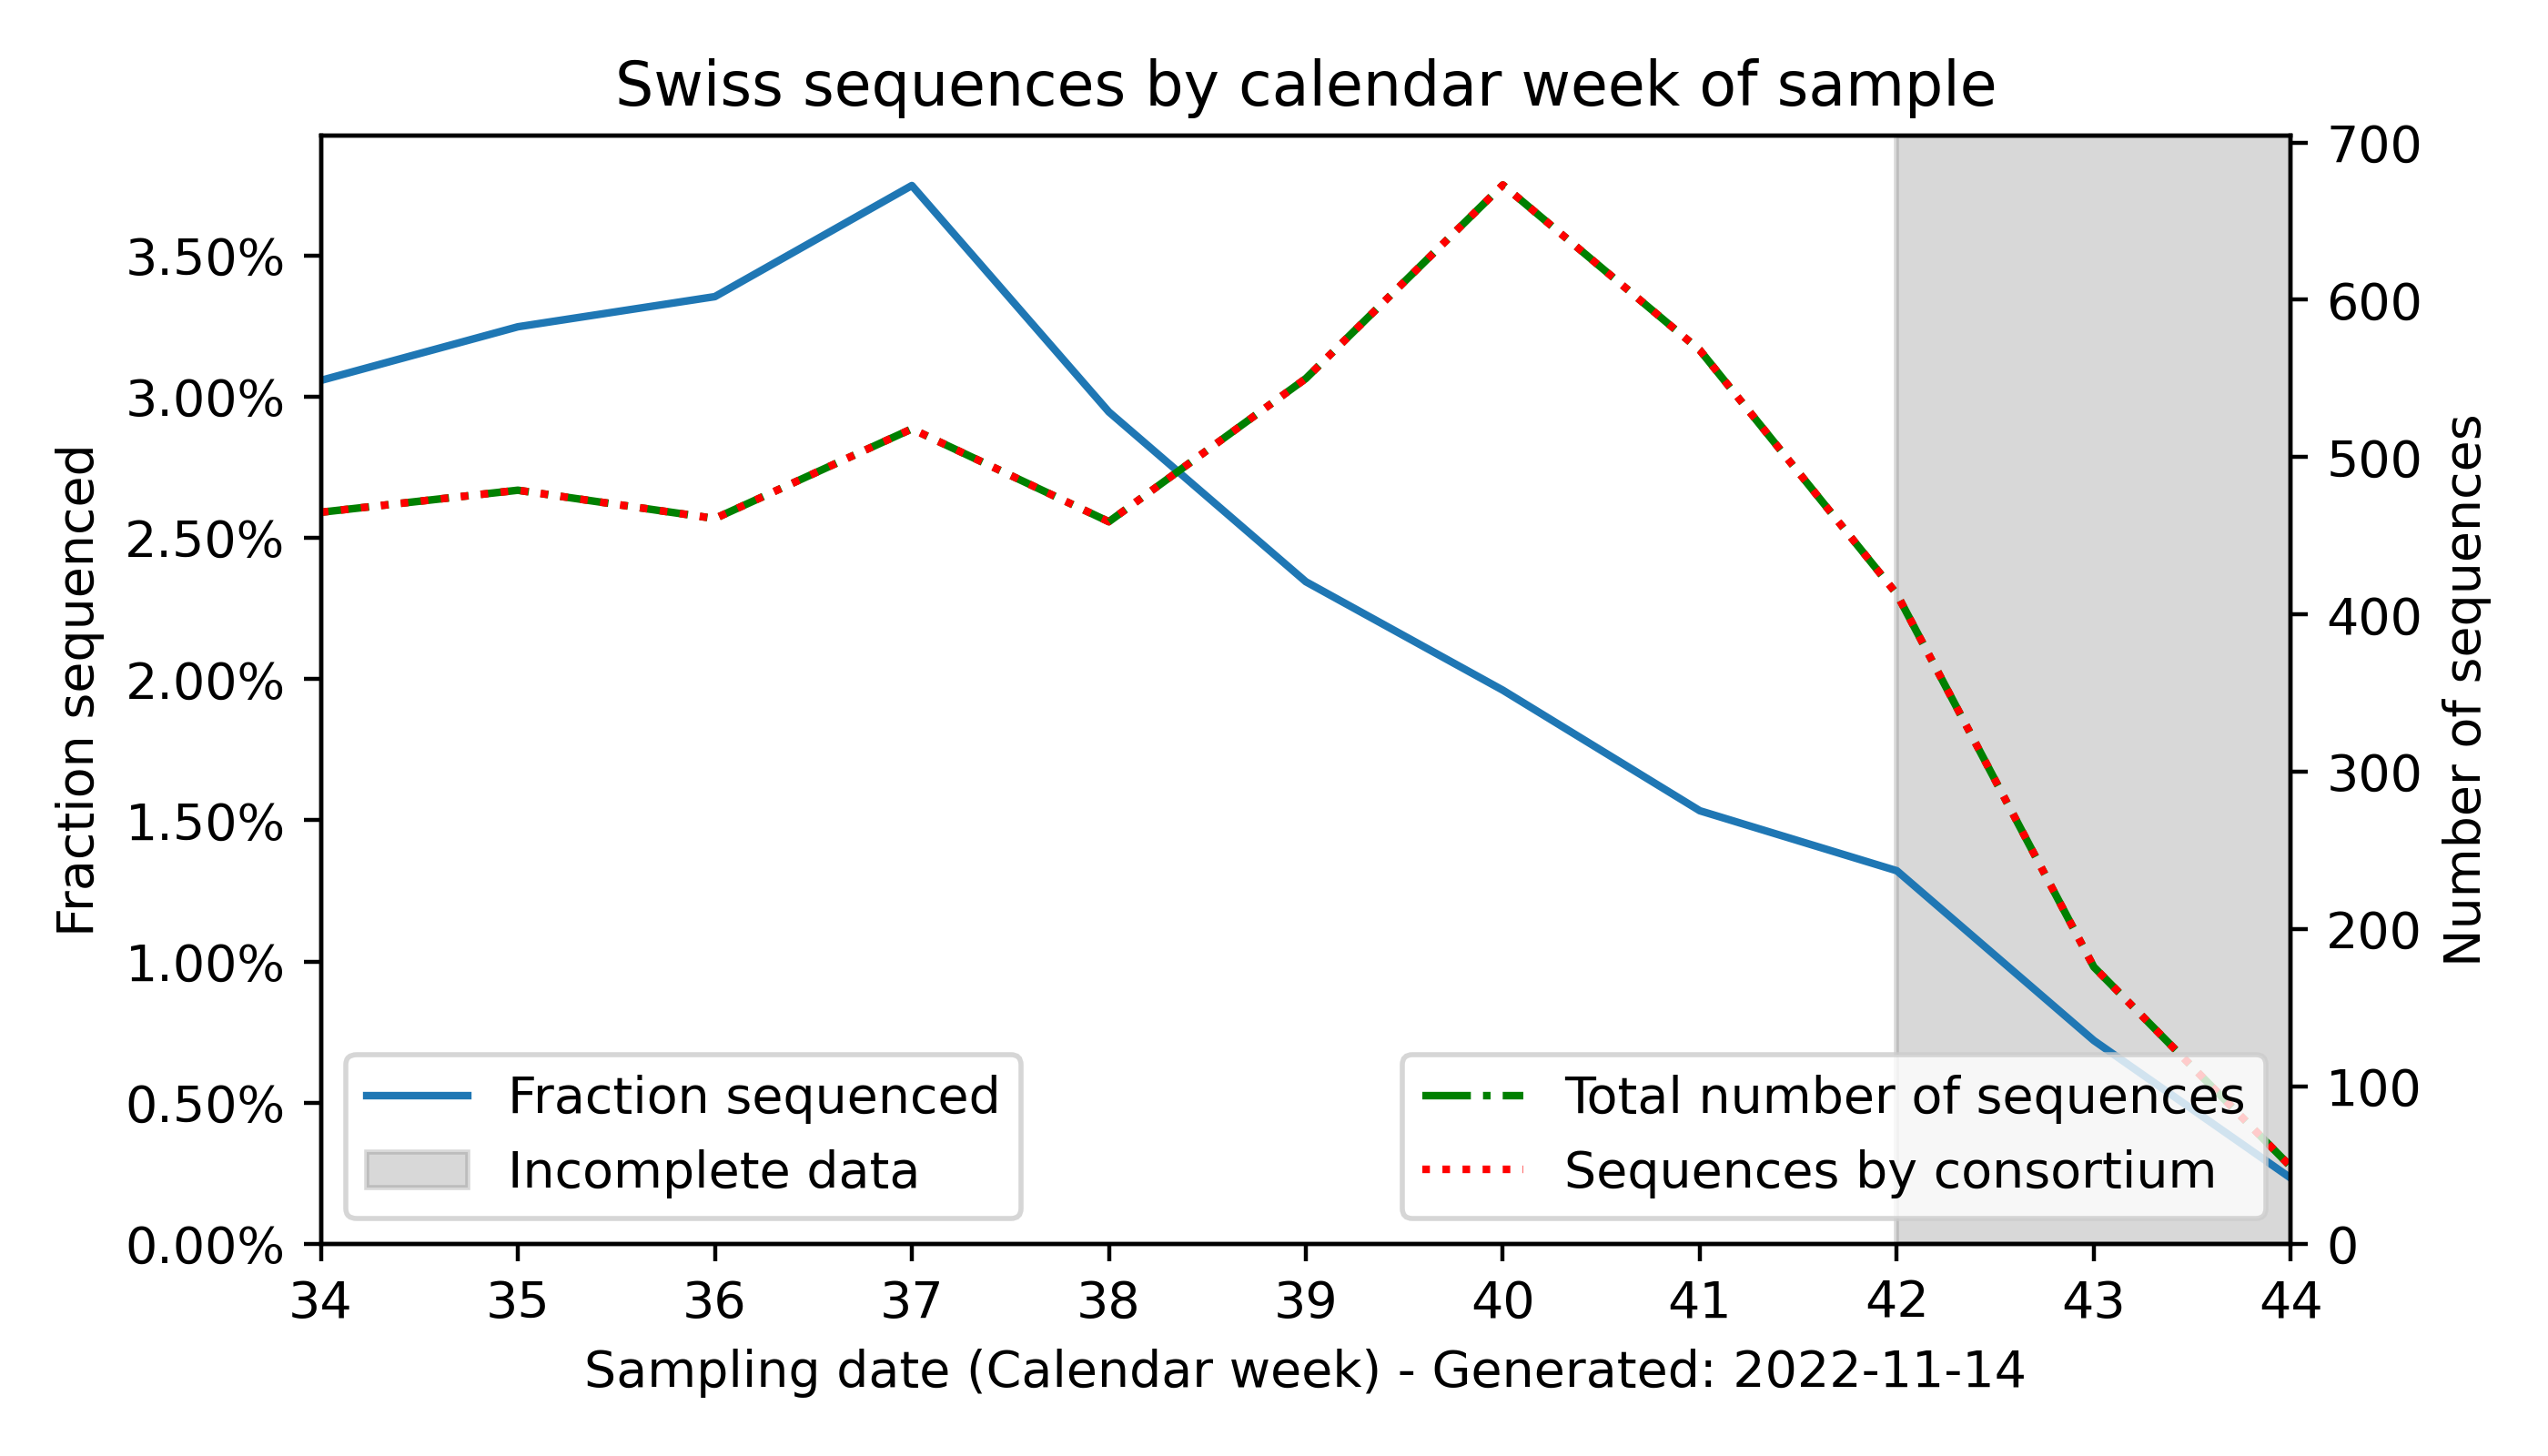 Swiss sequences by calendar week of sample
3.50%
3.00%
2.50%
2.00%
1.50%
1.00%
0.50%
0.00%
Fraction sequenced
700
600
500
400
300
200
100
0
Number of sequences
Fraction sequenced
Incomplete data
Total number of sequences
Sequences by consortium
34 35 36 37 38 39 40 41 42 43 44
Sampling date (Calendar week) - Generated: 2022-11-14